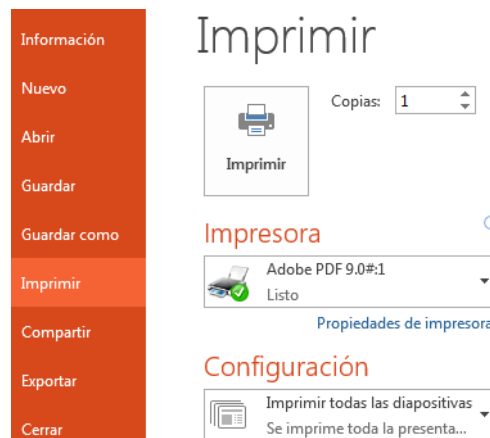 Información
Nuevo
Abrir
Guardar
Guardar como
Imprimir
Compartir
Exportar
Cerrar
Imprimir
Copias: 1
Imprimir
Impresora
Adobe PDF 9.0#:1
Listo
Propiedades de impresora
Configuración
Imprimir todas las diapositivas
Se imprime toda la presenta...